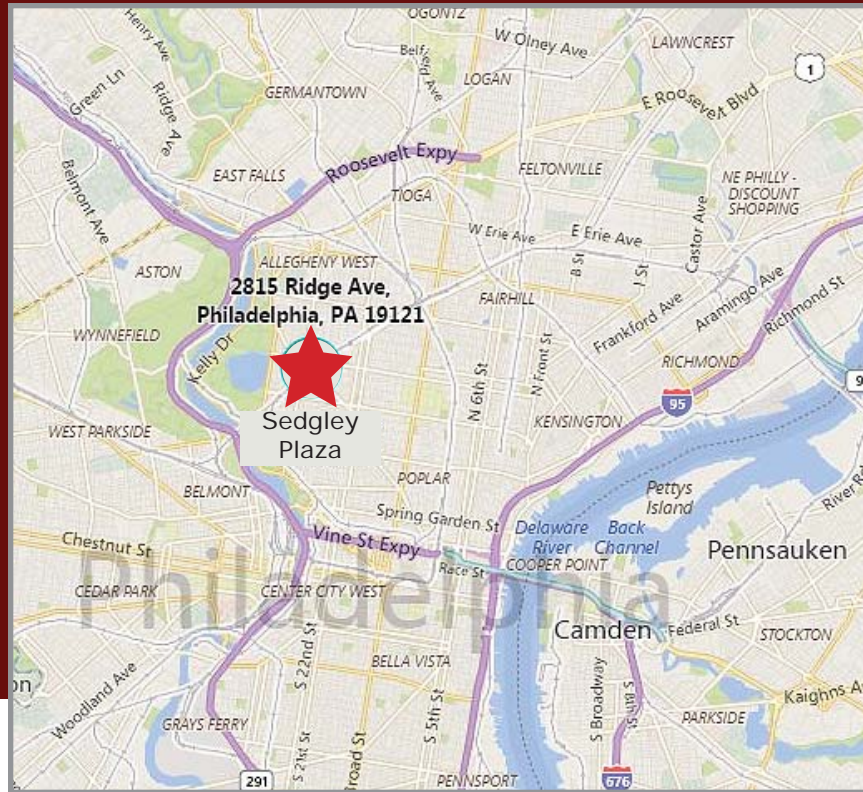 OGONTZ
W Olney Ave
LAWNCREST
Henry Ave
Belfield Ave
LOGAN
1
Green Ln
Ridge Ave
GERMANTOWN
E Roosevelt Blvd
Belmont Ave
EAST FALLS
Roosevelt Expy
FELTONVILLE
NE PHILLY -
DISCOUNT
SHOPPING
TIOGA
W Erie Ave
E Erie Ave
Castor Ave
B St
I St
ASTON
ALLEGHENY WEST
2815 Ridge Ave,
Philadelphia, PA 19121
FAIRHILL
Frankford Ave
Aramingo Ave
Richmond St
WYNNEFIELD
Kelly Dr
N 6th St
N Front St
RICHMOND
95
9
Sedgley
Plaza
KENSINGTON
WEST PARKSIDE
POPLAR
BELMONT
Pettys
Island
River R
Spring Garden St
Delaware
River
Back
Channel
Chestnut St
Vine St Expy
Race St
COOPER POINT
Pennsauken
Philadelphia
CEDAR PARK
CENTER CITY WEST
Camden
Federal St
STOCKTON
S 22nd St
BELLA VISTA
on
Woodland Ave
S 5th St
S Broadway
S 8th St
Kaighns A
PARKSIDE
GRAYS FERRY
S 21st St
Broad St
291
PENNSPORT
676